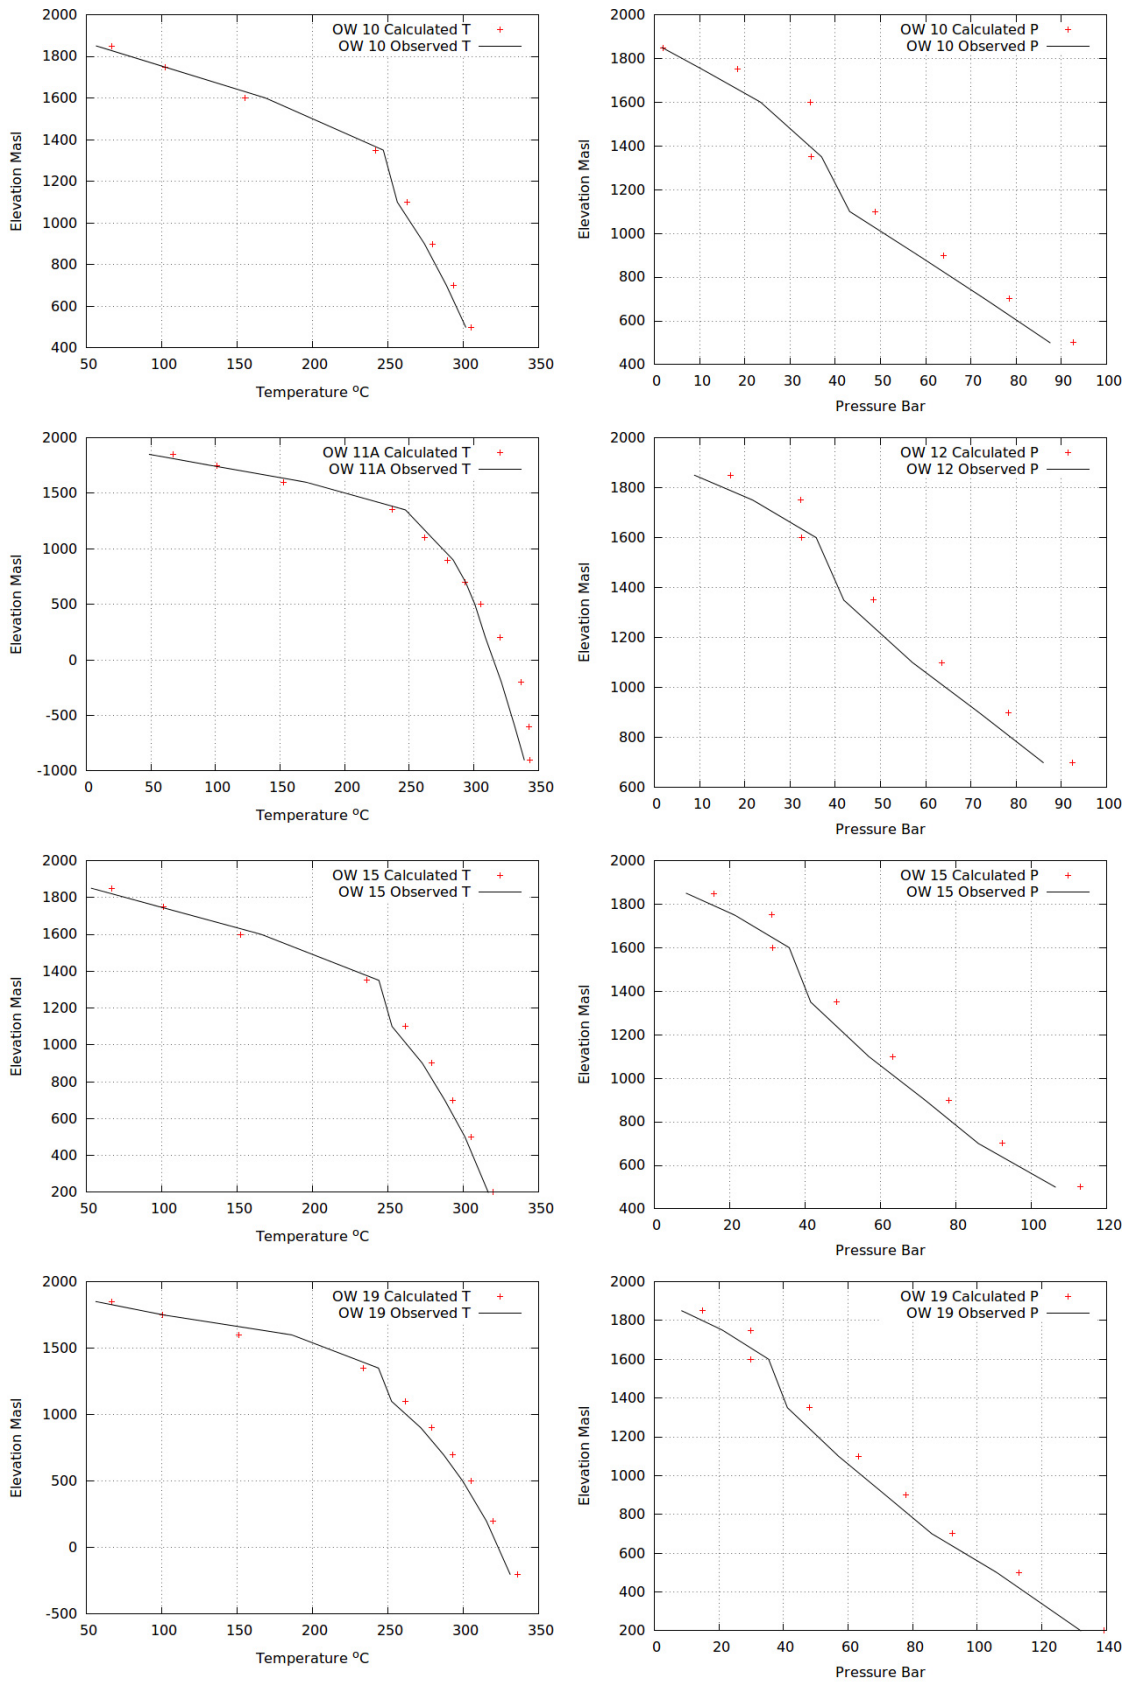 OW 10 Calculated T
OW 10 Observed T
Elevation Masl
2000
1800
1600
1400
1200
1000
800
600
400
50 100 150 200 250 300 350
Temperature oC
OW 10 Calculated P
OW 10 Observed P
Elevation Masl
2000
1800
1600
1400
1200
1000
800
600
400
0 10 20 30 40 50 60 70 80 90 100
Pressure Bar
OW 11A Calculated T
OW 11A Observed T
Elevation Masl
2000
1500
1000
500
0
-500
-1000
0 50 100 150 200 250 300 350
Temperature oC
OW 12 Calculated P
OW 12 Observed P
Elevation Masl
2000
1800
1600
1400
1200
1000
800
600
0 10 20 30 40 50 60 70 80 90 100
Pressure Bar
OW 15 Calculated T
OW 15 Observed T
Elevation Masl
2000
1800
1600
1400
1200
1000
800
600
400
200
50 100 150 200 250 300 350
Temperature oC
OW 15 Calculated P
OW 15 Observed P
Elevation Masl
2000
1800
1600
1400
1200
1000
800
600
400
0 20 40 60 80 100 120
Pressure Bar
OW 19 Calculated T
OW 19 Observed T
Elevation Masl
2000
1500
1000
500
0
-500
50 100 150 200 250 300 350
Temperature oC
OW 19 Calculated P
OW 19 Observed P
Elevation Masl
2000
1800
1600
1400
1200
1000
800
600
400
200
0 20 40 60 80 100 120 140
Pressure Bar